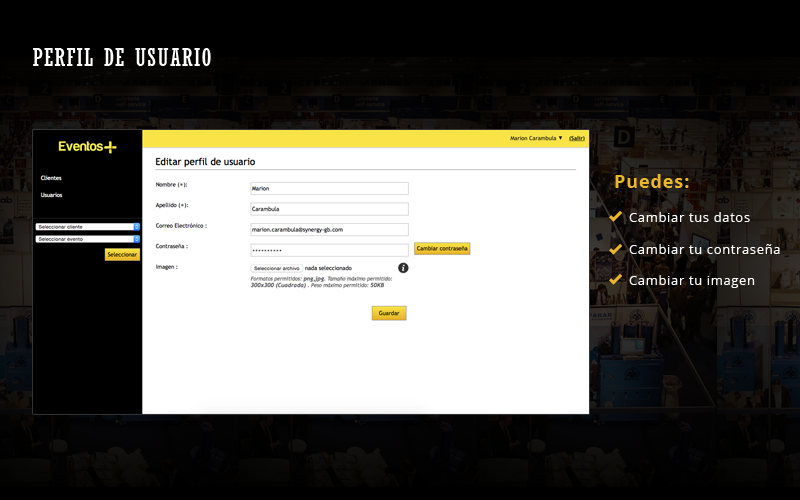 PERFIL DE USUARIO
Marion Carambula ▼ (Salir)
Eventos+
Clientes
Usuarios
Seleccionar cliente
Seleccionar evento
Seleccionar
Editar perfil de usuario
Nombre (*): Marion
Apellido (*): Carambula
Correo Electrónico : marion.carambula@synergy-gb.com
Contraseña : •••••••••• Cambiar contraseña
Imagen : Seleccionar archivo nada seleccionado
Formatos permitidos: png,jpg. Tamaño máximo permitido:
300x300 (Cuadrada) . Peso máximo permitido: 50KB
Guardar
Puedes:
Cambiar tus datos
Cambiar tu contraseña
Cambiar tu imagen